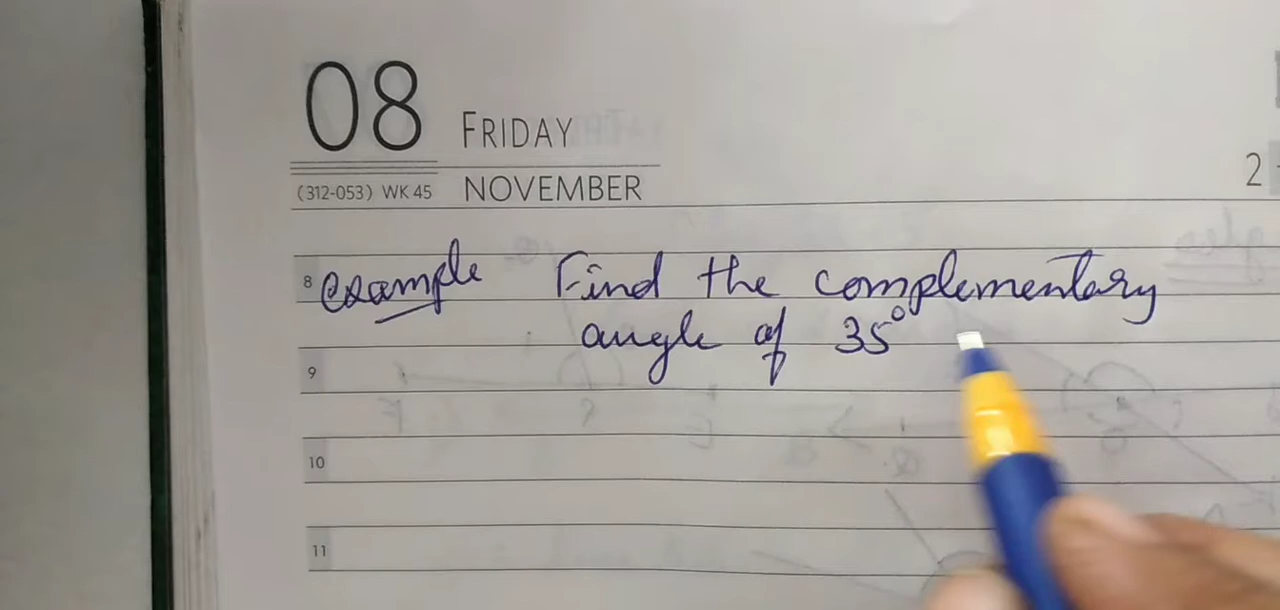 08 FRIDAY
(312-053) WK 45 NOVEMBER
2
8 example Find the complementary
angle of 35°
9
10
11